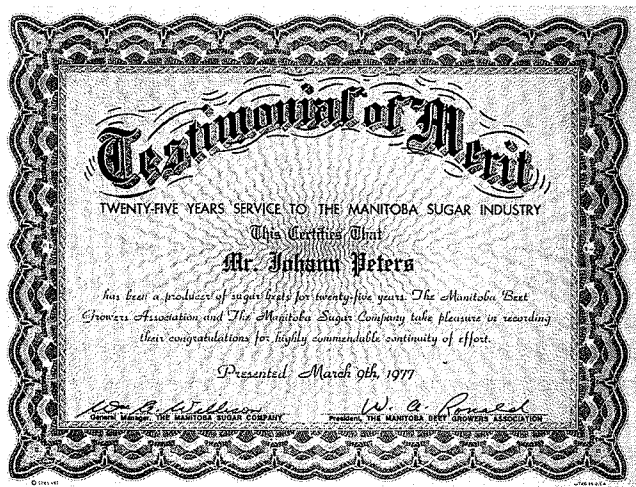 Testimonial of Merit
TWENTY-FIVE YEARS SERVICE TO THE MANITOBA SUGAR INDUSTRY
This Certifies That
Mr. Johann Peters
has been a producer of sugar beets for twenty-five years. The Manitoba Beet
Growers Association and The Manitoba Sugar Company take pleasure in recording
their congratulations for highly commendable continuity of effort.
Presented March 9th, 1977
General Manager, THE MANITOBA SUGAR COMPANY
President, THE MANITOBA BEET GROWERS ASSOCIATION